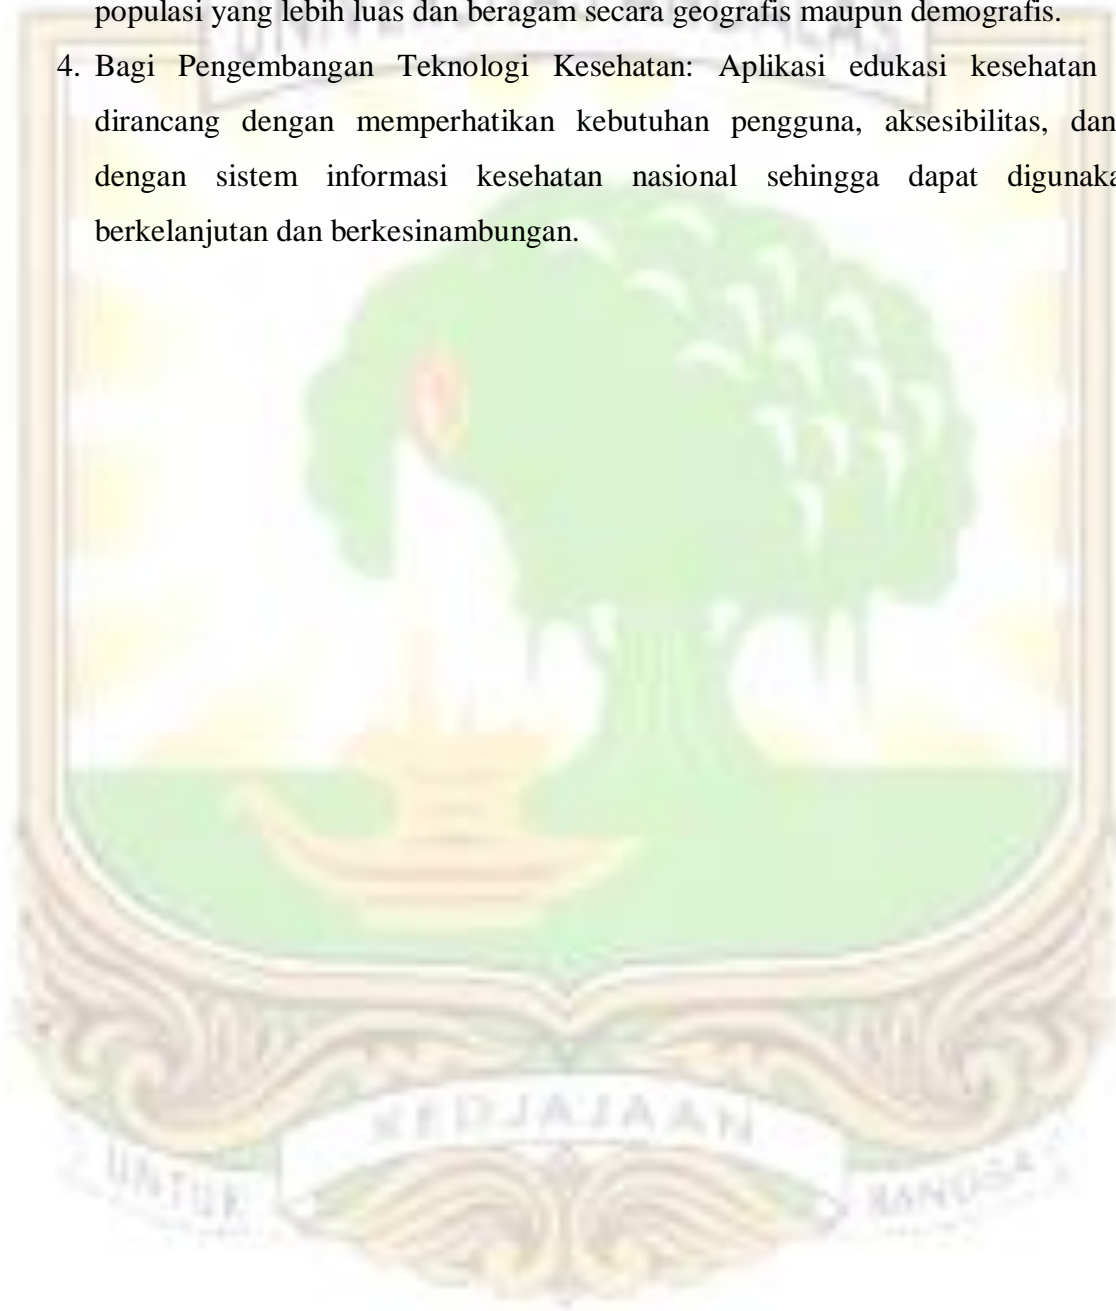 populasi yang lebih luas dan beragam secara geografis maupun demografis.
4. Bagi Pengembangan Teknologi Kesehatan: Aplikasi edukasi kesehatan
dirancang dengan memperhatikan kebutuhan pengguna, aksesibilitas, dan
dengan sistem informasi kesehatan nasional sehingga dapat digunaka
berkelanjutan dan berkesinambungan.
KEDJAJAAN
UNTUK
BANGSA